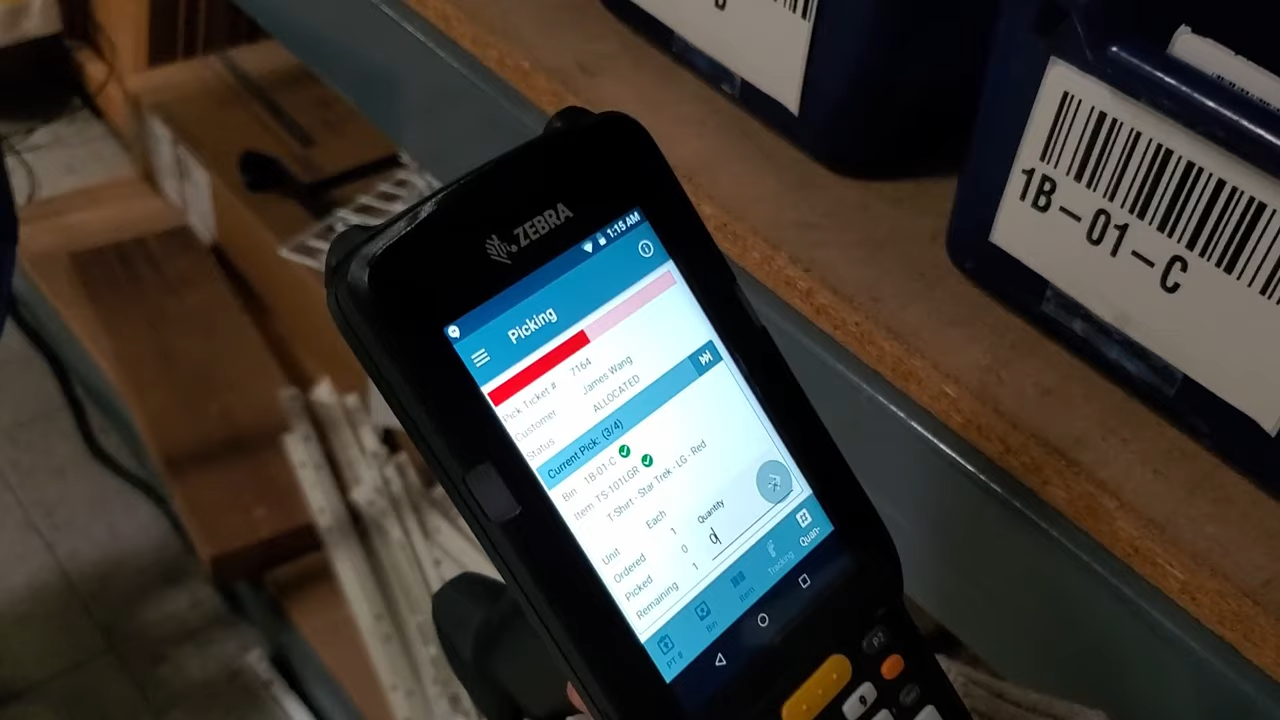 1B-01-C
ZEBRA
1:15 AM
Picking
Pick Ticket # 7164
Customer James Wang
Status ALLOCATED
Current Pick: (3/4)
Bin 1B-01-C
Item TS-101LGR
T-Shirt - Star Trek - LG - Red
Unit Each
Ordered 1
Picked 0
Remaining 1
Quantity
0
PT #
Bin
Item
Tracking
Quan-
9